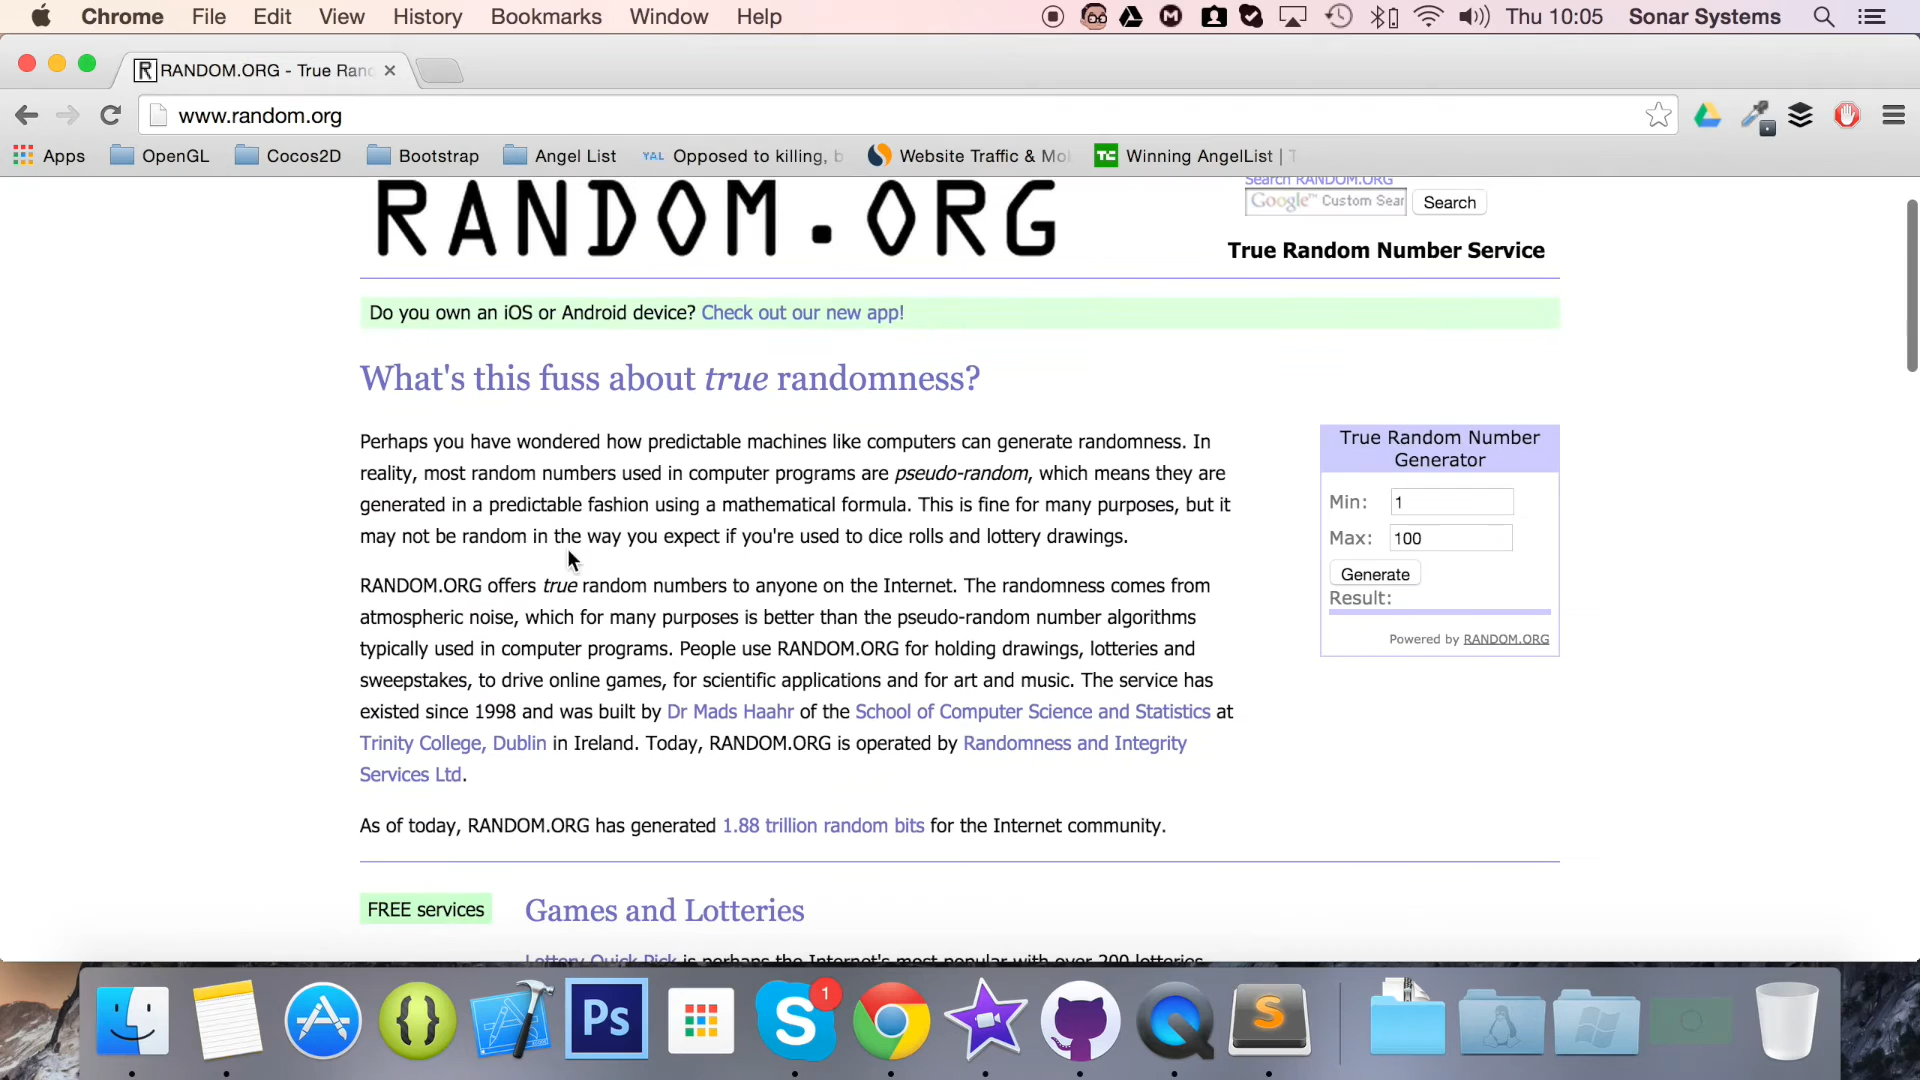 Chrome File Edit View History Bookmarks Window Help Thu 10:05 Sonar Systems
RANDOM.ORG - True Ran
www.random.org
Apps OpenGL Cocos2D Bootstrap Angel List YAL Opposed to killing, b Website Traffic & Mo TC Winning AngelList | T
RANDOM.ORG
Search RANDOM.ORG
Google™ Custom Sear Search
True Random Number Service
Do you own an iOS or Android device? Check out our new app!
What's this fuss about true randomness?
Perhaps you have wondered how predictable machines like computers can generate randomness. In
reality, most random numbers used in computer programs are pseudo-random, which means they are
generated in a predictable fashion using a mathematical formula. This is fine for many purposes, but it
may not be random in the way you expect if you're used to dice rolls and lottery drawings.
RANDOM.ORG offers true random numbers to anyone on the Internet. The randomness comes from
atmospheric noise, which for many purposes is better than the pseudo-random number algorithms
typically used in computer programs. People use RANDOM.ORG for holding drawings, lotteries and
sweepstakes, to drive online games, for scientific applications and for art and music. The service has
existed since 1998 and was built by Dr Mads Haahr of the School of Computer Science and Statistics at
Trinity College, Dublin in Ireland. Today, RANDOM.ORG is operated by Randomness and Integrity
Services Ltd.
As of today, RANDOM.ORG has generated 1.88 trillion random bits for the Internet community.
True Random Number
Generator
Min: 1
Max: 100
Generate
Result:
Powered by RANDOM.ORG
FREE services
Games and Lotteries
Lottery Quick Pick is perhaps the Internet's most popular with over 200 lotteries
Ps
1